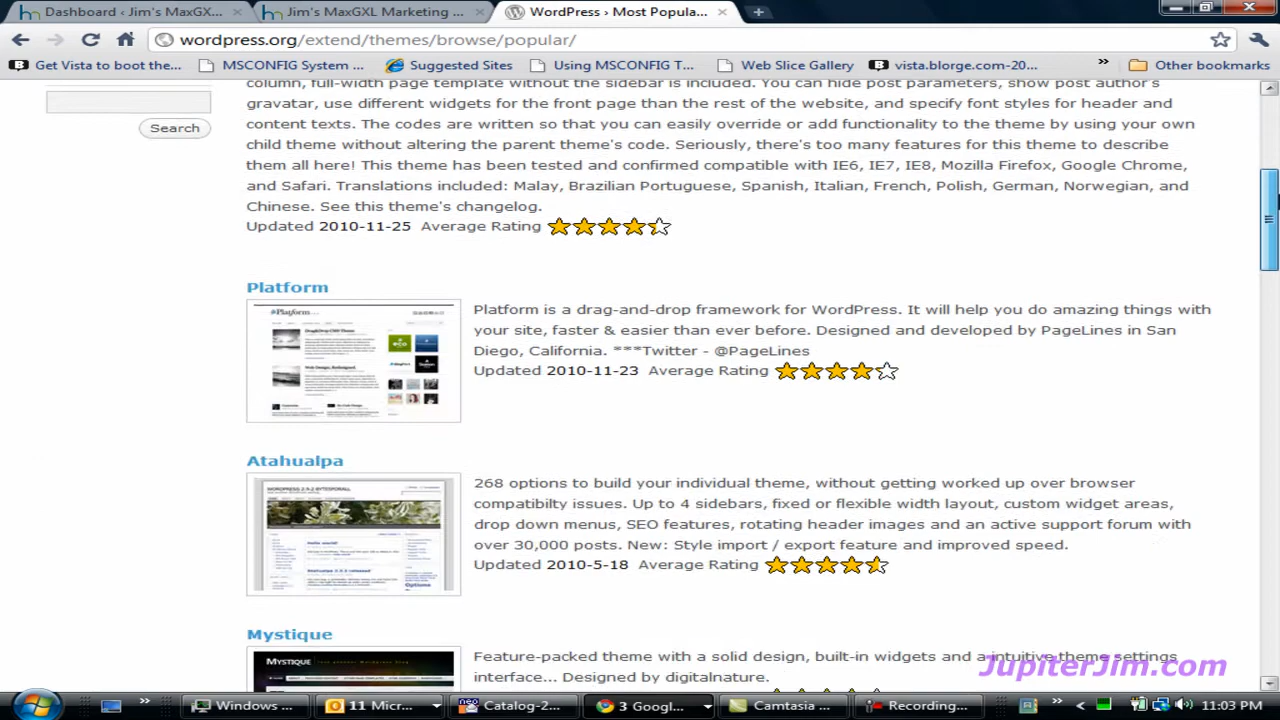 Dashboard ‹ Jim's MaxGX...
Jim's MaxGXL Marketing ...
WordPress › Most Popula...
wordpress.org/extend/themes/browse/popular/
Get Vista to boot the...
MSCONFIG System ...
Suggested Sites
Using MSCONFIG T...
Web Slice Gallery
vista.blorge.com-20...
»
Other bookmarks
column, full-width page template without the sidebar is included. You can hide post parameters, show post author's
gravatar, use different widgets for the front page than the rest of the website, and specify font styles for header and
content texts. The codes are written so that you can easily override or add functionality to the theme by using your own
child theme without altering the parent theme's code. Seriously, there's too many features for this theme to describe
them all here! This theme has been tested and confirmed compatible with IE6, IE7, IE8, Mozilla Firefox, Google Chrome,
and Safari. Translations included: Malay, Brazilian Portuguese, Spanish, Italian, French, Polish, German, Norwegian, and
Chinese. See this theme's changelog.
Updated 2010-11-25 Average Rating
Search
Platform
Platform is a drag-and-drop framework for WordPress. It will help you do amazing things with
your site, Faster & easier than ever before. Designed and developed by PageLines in San
Diego, California. ***Twitter - @PageLines
Updated 2010-11-23 Average Rating
Platform
Atahualpa
268 options to build your individual theme, without getting worked up over browser
compatibility issues. Up to 4 sidebars, fixed or flexible width layout, custom widget areas,
drop down menus, SEO features, rotating header images and an active support forum with
over 30000 posts. New: Style import/export, setup, and improved speed.
Updated 2010-5-18 Average Rating
Mystique
Feature-packed theme with a solid design, built-in widgets and a intuitive theme settings
interface... Designed by digitalnature.
MYSTIQUE
JupiterJim.com
Windows ...
11 Micr...
Catalog-2...
3 Googl...
Camtasia ...
Recording...
11:03 PM